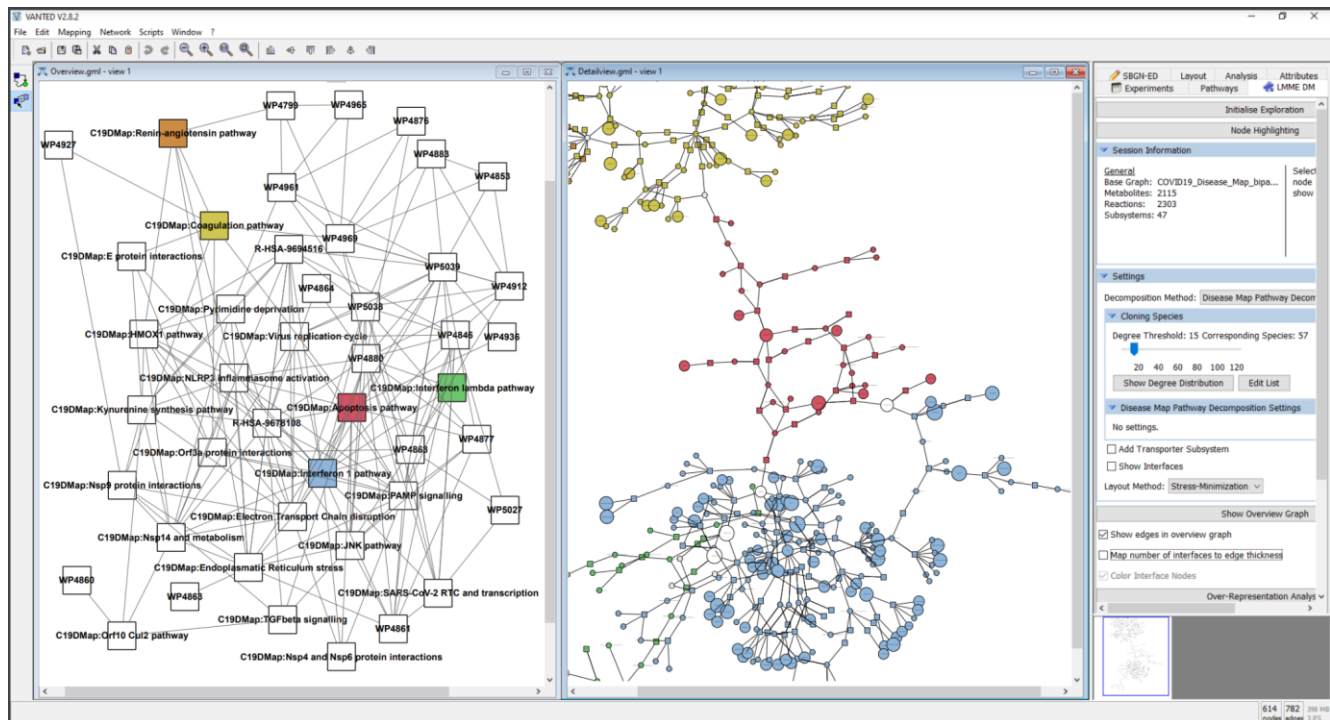 VANTED V2.8.2
File Edit Mapping Network Scripts Window ?
Overview.gml - view 1
WP4799
WP4965
C19DMap:Renin-angiotensin pathway
WP4876
WP4927
WP4883
WP4853
WP4961
C19DMap:Coagulation pathway
WP4969
R-HSA-9694516
C19DMap:E protein interactions
WP5039
WP4864
WP4912
C19DMap:Pyrimidine deprivation
WP5038
C19DMap:HMOX1 pathway
C19DMap:Virus replication cycle
WP4846
WP4936
WP4880
C19DMap:NLRP3 inflammasome activation
C19DMap:Interferon lambda pathway
C19DMap:Kynurenine synthesis pathway
C19DMap:Apoptosis pathway
R-HSA-9678108
WP4877
WP4863
C19DMap:Orf3a protein interactions
C19DMap:Interferon 1 pathway
C19DMap:Nsp9 protein interactions
C19DMap:PAMP signalling
WP5027
C19DMap:Electron Transport Chain disruption
C19DMap:Nsp14 and metabolism
C19DMap:JNK pathway
C19DMap:Endoplasmatic Reticulum stress
WP4860
WP4863
C19DMap:SARS-CoV-2 RTC and transcription
C19DMap:TGFbeta signalling
WP4861
C19DMap:Orf10 Cul2 pathway
C19DMap:Nsp4 and Nsp6 protein interactions
Detailview.gml - view 1
SBGN-ED Layout Analysis Attributes
Experiments Pathways LMME DM
Initialise Exploration
Node Highlighting
Session Information
General
Base Graph: COVID19_Disease_Map_bipa...
Metabolites: 2115
Reactions: 2303
Subsystems: 47
Select
node
show
Settings
Decomposition Method: Disease Map Pathway Decom
Cloning Species
Degree Threshold: 15 Corresponding Species: 57
20 40 60 80 100 120
Show Degree Distribution Edit List
Disease Map Pathway Decomposition Settings
No settings.
Add Transporter Subsystem
Show Interfaces
Layout Method: Stress-Minimization
Show Overview Graph
Show edges in overview graph
Map number of interfaces to edge thickness
Color Interface Nodes
Over-Representation Analys
614 782
nodes edges